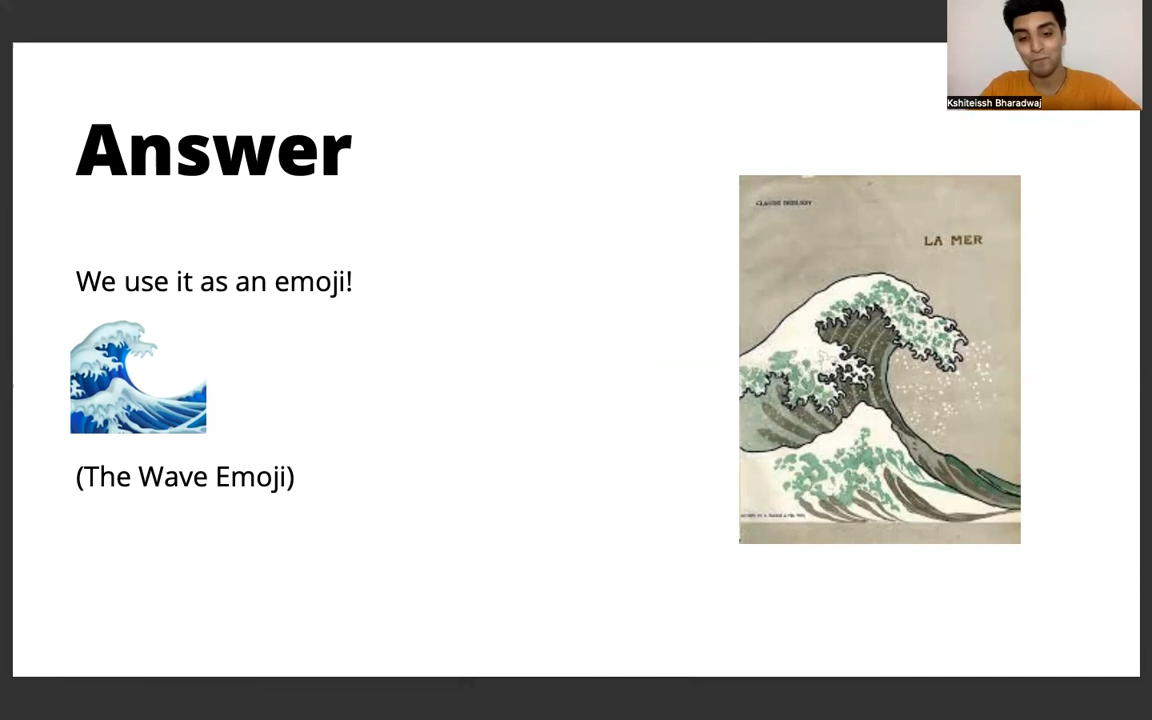 Kshiteissh Bharadwaj
Answer
We use it as an emoji!
(The Wave Emoji)
CLAUDE DEBUSSY
LA MER